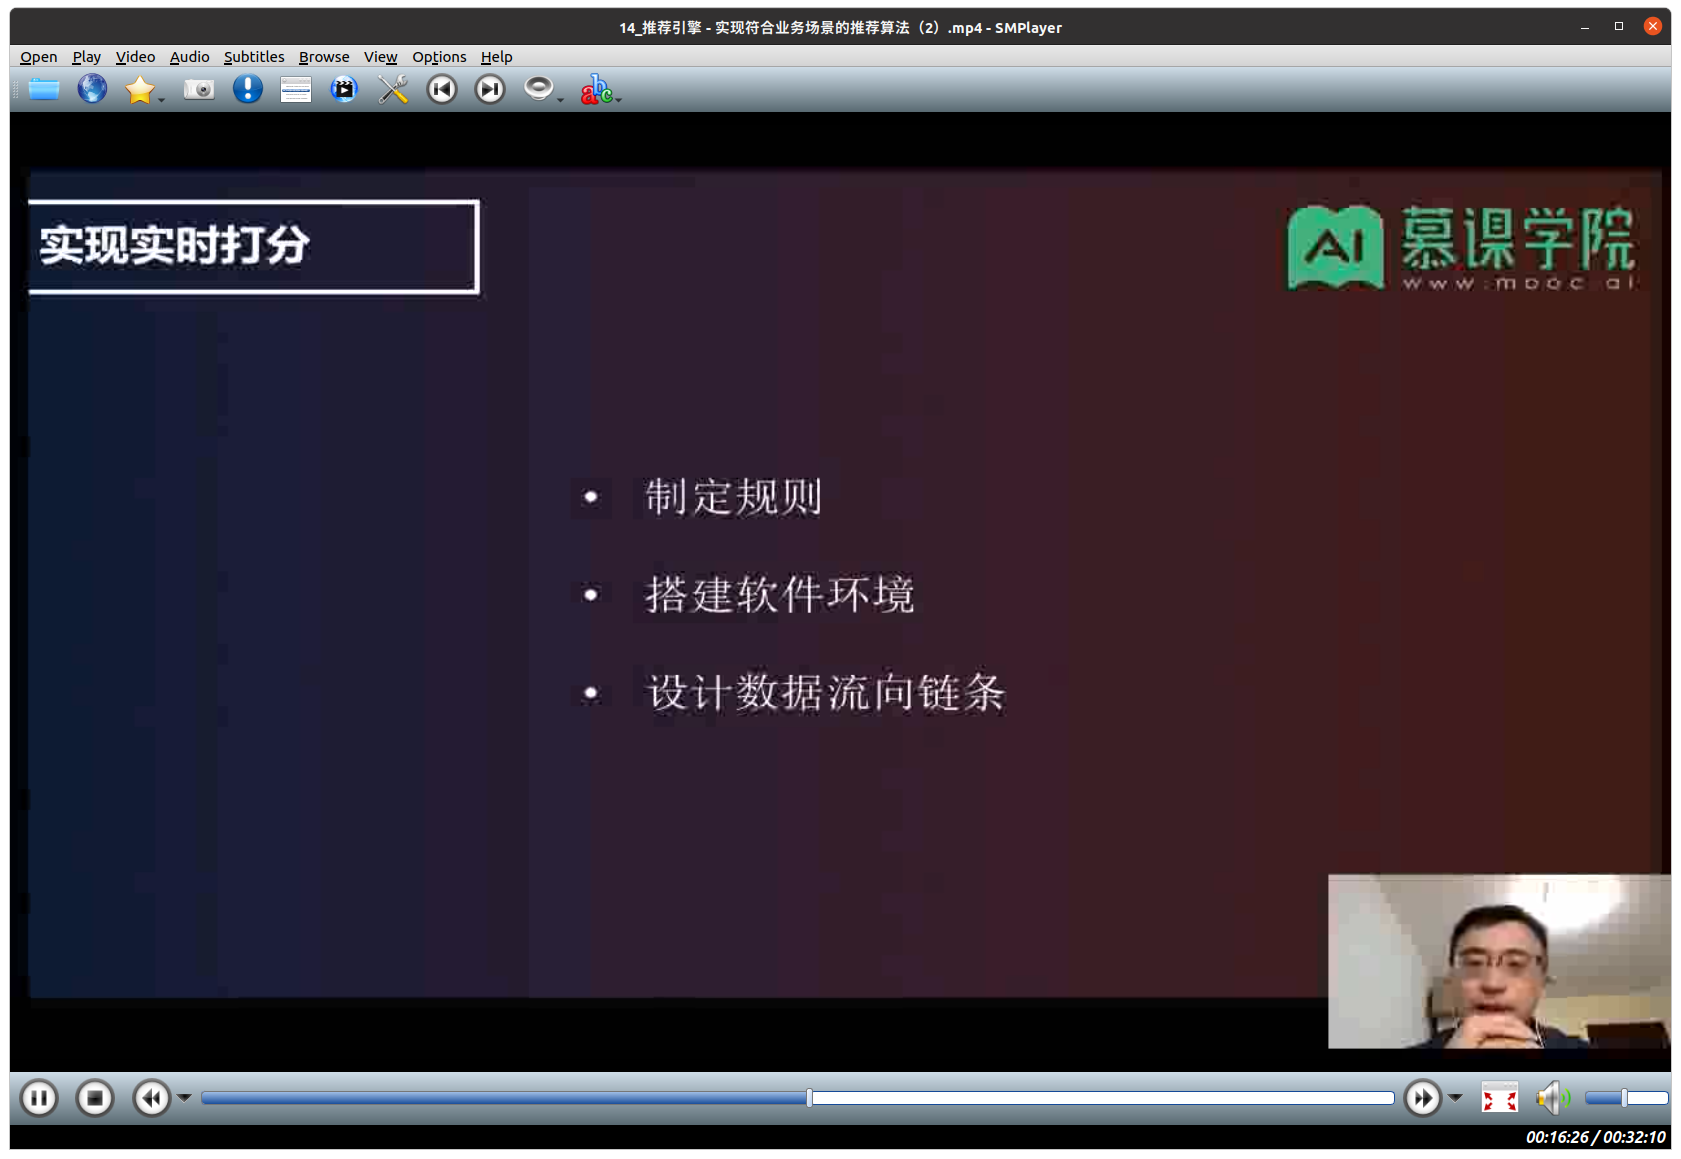 14_推荐引擎 - 实现符合业务场景的推荐算法（2）.mp4 - SMPlayer
Open Play Video Audio Subtitles Browse View Options Help
abc
实现实时打分
AI 慕课学院
www.mooc.ai
• 制定规则
• 搭建软件环境
• 设计数据流向链条
00:16:26 / 00:32:10